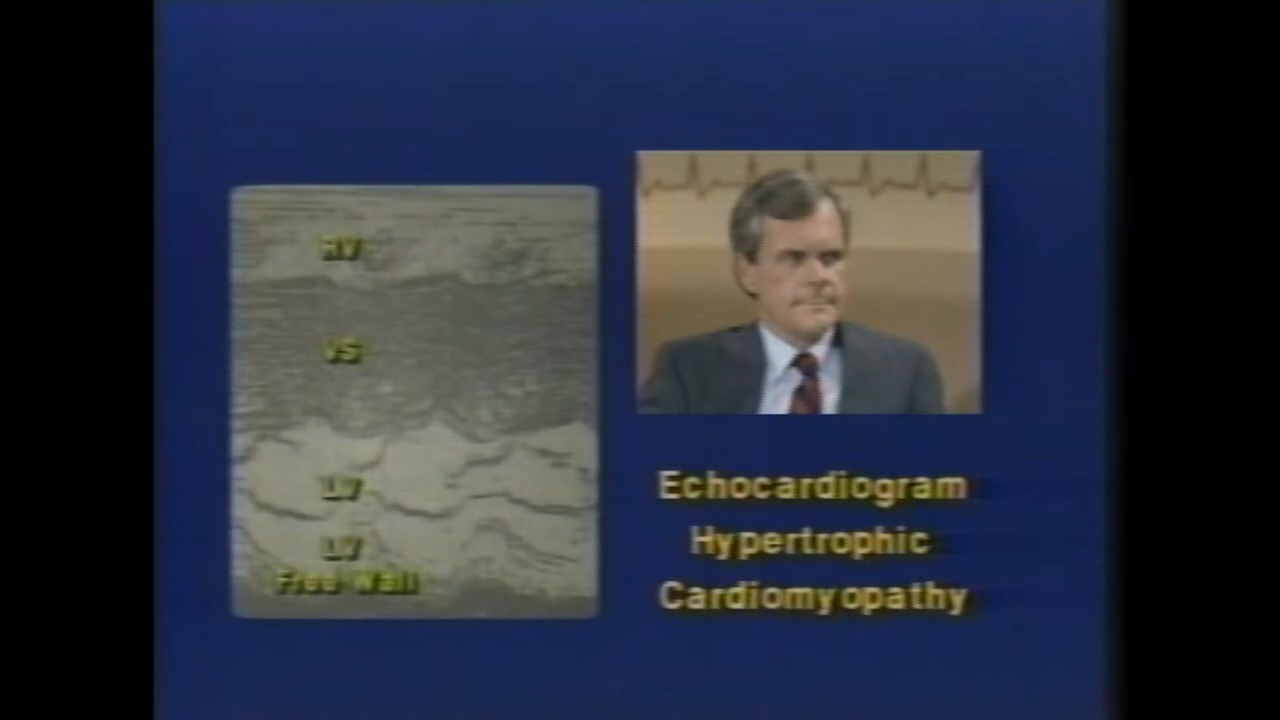 RV
VS
LV
LV
Free Wall
Echocardiogram
Hypertrophic
Cardiomyopathy